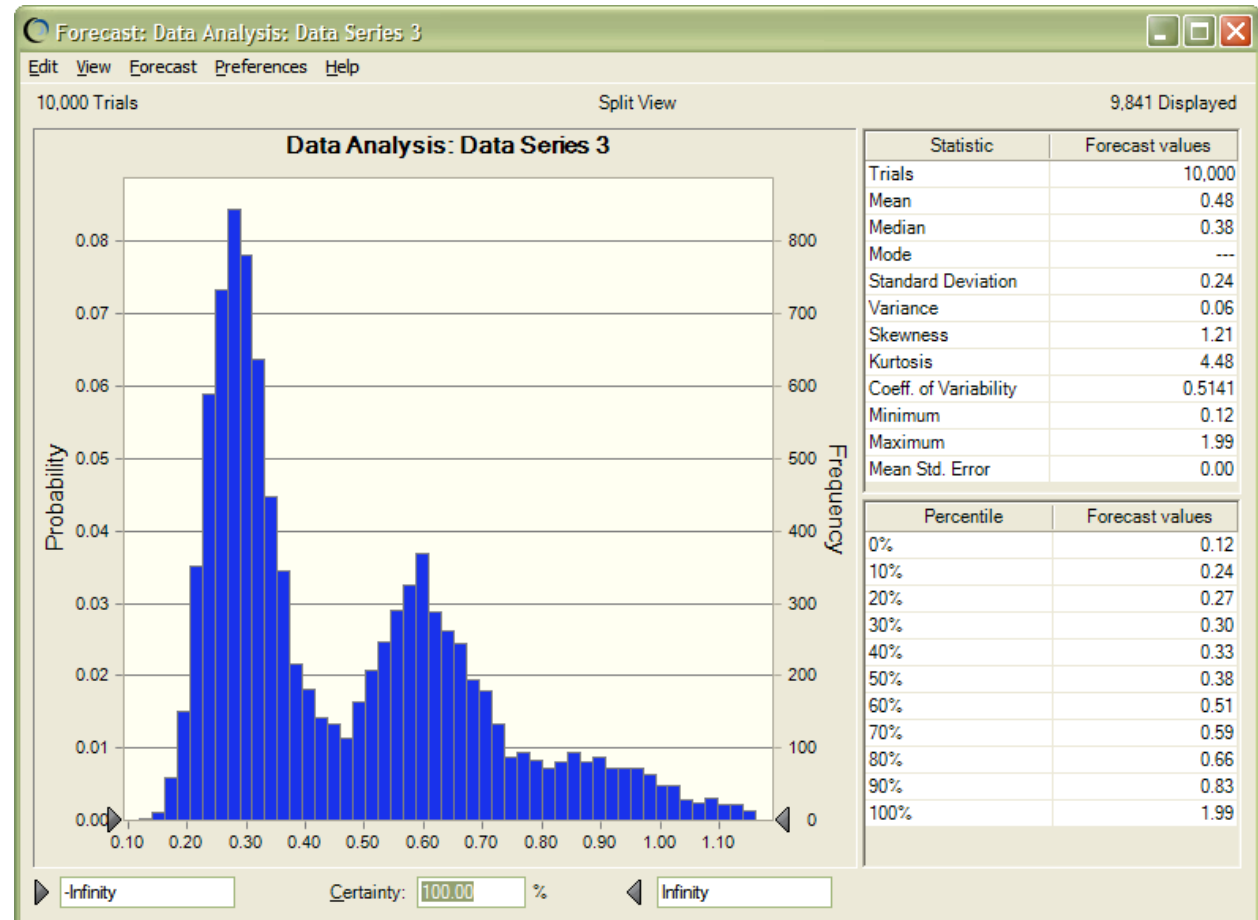 Forecast: Data Analysis: Data Series 3
Edit View Forecast Preferences Help
10,000 Trials Split View 9,841 Displayed
Data Analysis: Data Series 3
Probability
0.08
0.07
0.06
0.05
0.04
0.03
0.02
0.01
0.00
0.10 0.20 0.30 0.40 0.50 0.60 0.70 0.80 0.90 1.00 1.10
800
700
600
500
400
300
200
100
0
Frequency
Statistic Forecast values
Trials 10,000
Mean 0.48
Median 0.38
Mode ---
Standard Deviation 0.24
Variance 0.06
Skewness 1.21
Kurtosis 4.48
Coeff. of Variability 0.5141
Minimum 0.12
Maximum 1.99
Mean Std. Error 0.00
Percentile Forecast values
0% 0.12
10% 0.24
20% 0.27
30% 0.30
40% 0.33
50% 0.38
60% 0.51
70% 0.59
80% 0.66
90% 0.83
100% 1.99
-Infinity Certainty: 100.00 % Infinity